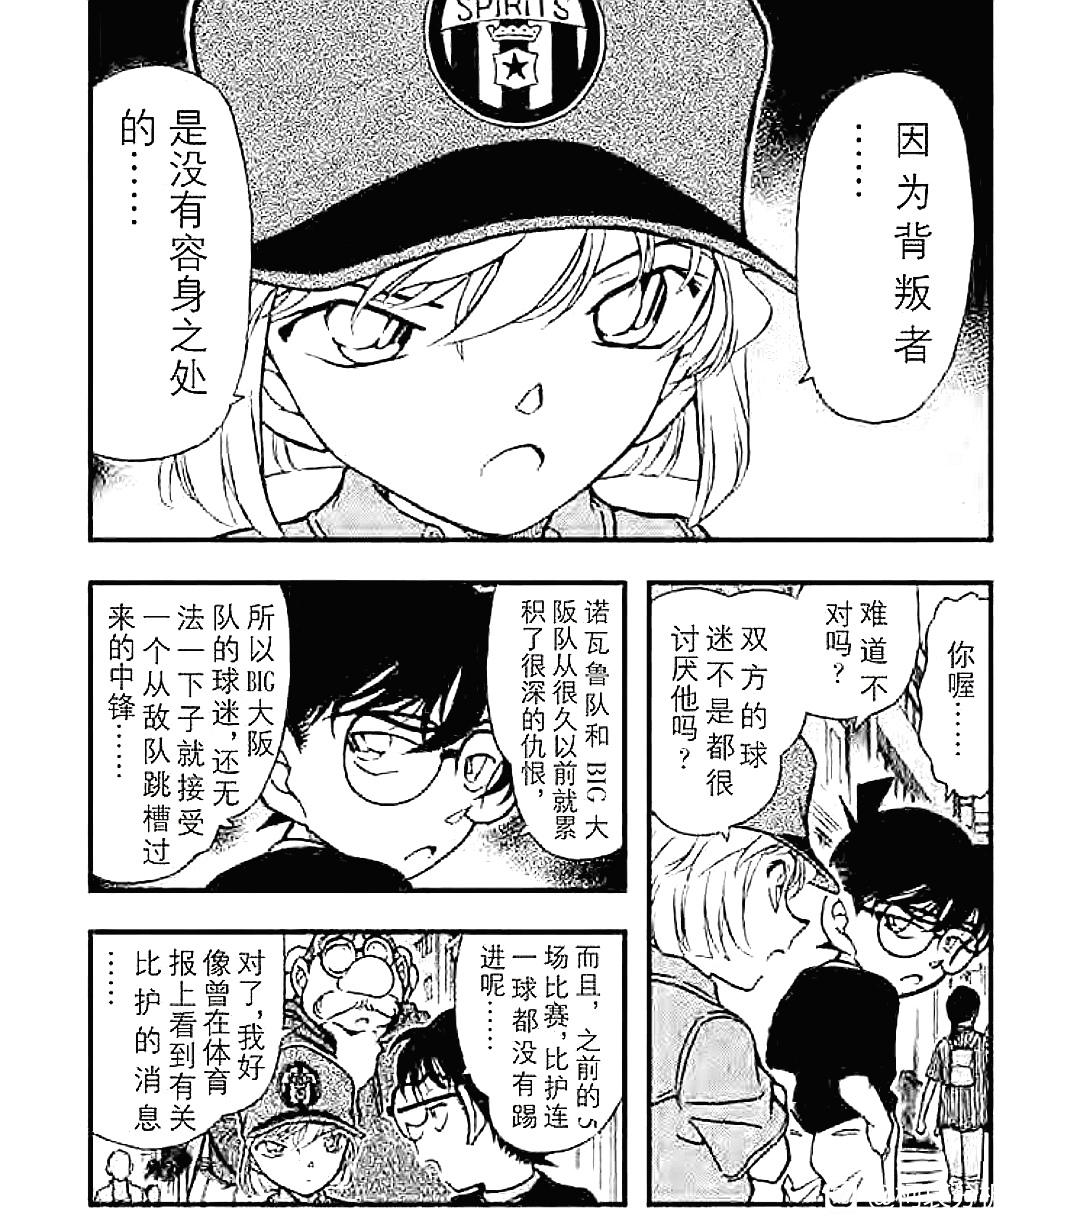 SPIRITS
因为背叛者
……
是没有容身之处
的……
你喔……
难道不
对吗？
双方的球
迷不是都很
讨厌他吗？
诺瓦鲁队和BIG大
阪队从很久以前就累
积了很深的仇恨，
所以BIG大阪
队的球迷，还无
法一下子就接受
一个从敌队跳槽过
来的中锋……
而且，之前的5
场比赛，比护连
一球都没有踢
进呢……
对了，我好
像曾在体育
报上看到有关
比护的消息
……